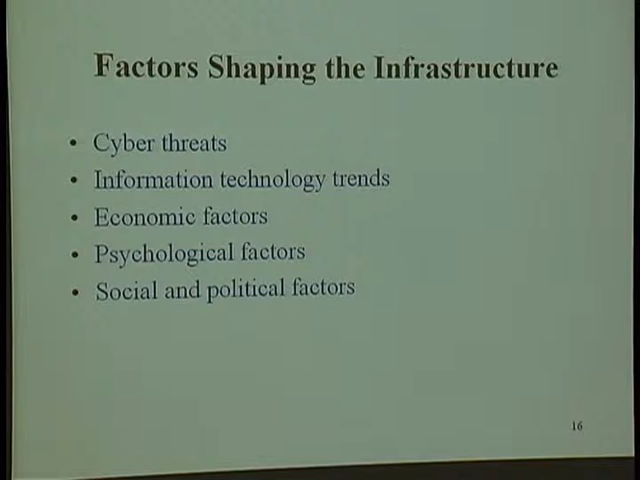 Factors Shaping the Infrastructure
• Cyber threats
• Information technology trends
• Economic factors
• Psychological factors
• Social and political factors
16